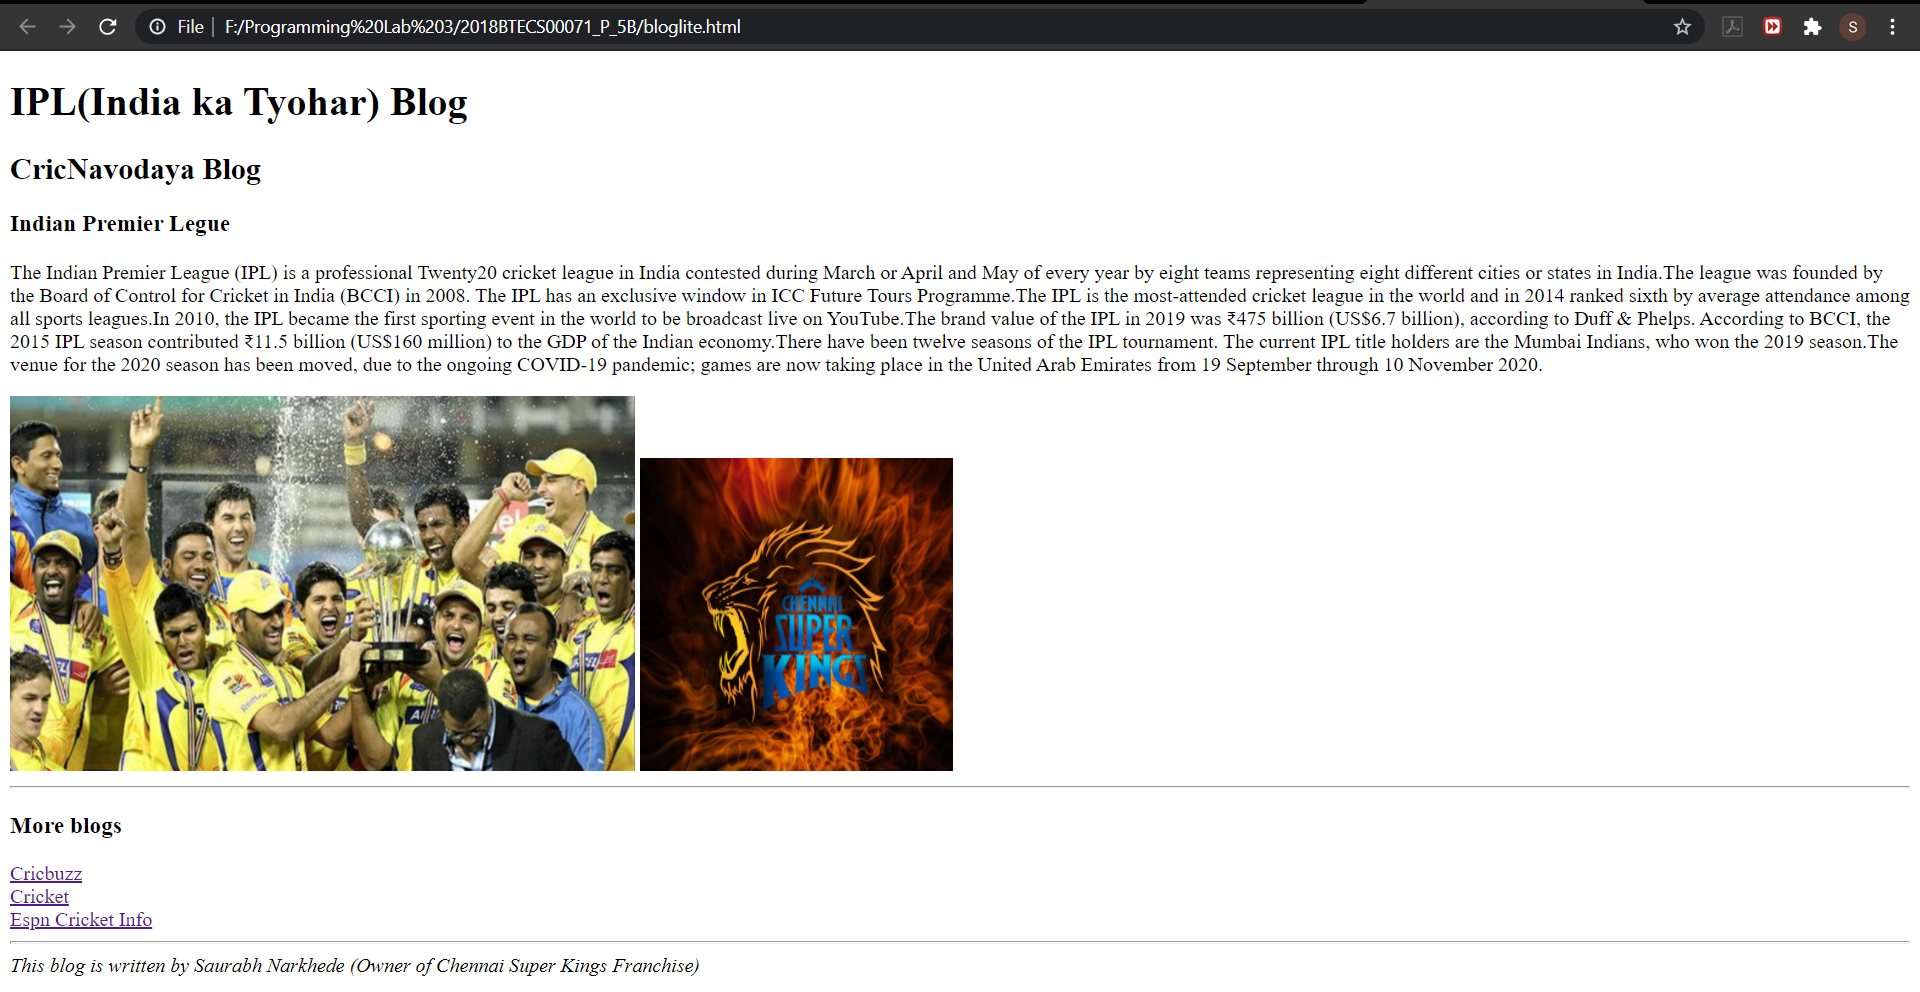 File
F:/Programming%20Lab%203/2018BTECS00071_P_5B/bloglite.html
S
IPL(India ka Tyohar) Blog
CricNavodaya Blog
Indian Premier Legue
The Indian Premier League (IPL) is a professional Twenty20 cricket league in India contested during March or April and May of every year by eight teams representing eight different cities or states in India.The league was founded by
the Board of Control for Cricket in India (BCCI) in 2008. The IPL has an exclusive window in ICC Future Tours Programme.The IPL is the most-attended cricket league in the world and in 2014 ranked sixth by average attendance among
all sports leagues.In 2010, the IPL became the first sporting event in the world to be broadcast live on YouTube.The brand value of the IPL in 2019 was ₹475 billion (US$6.7 billion), according to Duff & Phelps. According to BCCI, the
2015 IPL season contributed ₹11.5 billion (US$160 million) to the GDP of the Indian economy.There have been twelve seasons of the IPL tournament. The current IPL title holders are the Mumbai Indians, who won the 2019 season.The
venue for the 2020 season has been moved, due to the ongoing COVID-19 pandemic; games are now taking place in the United Arab Emirates from 19 September through 10 November 2020.
CHENNAI
SUPER
KINGS
More blogs
Cricbuzz
Cricket
Espn Cricket Info
This blog is written by Saurabh Narkhede (Owner of Chennai Super Kings Franchise)